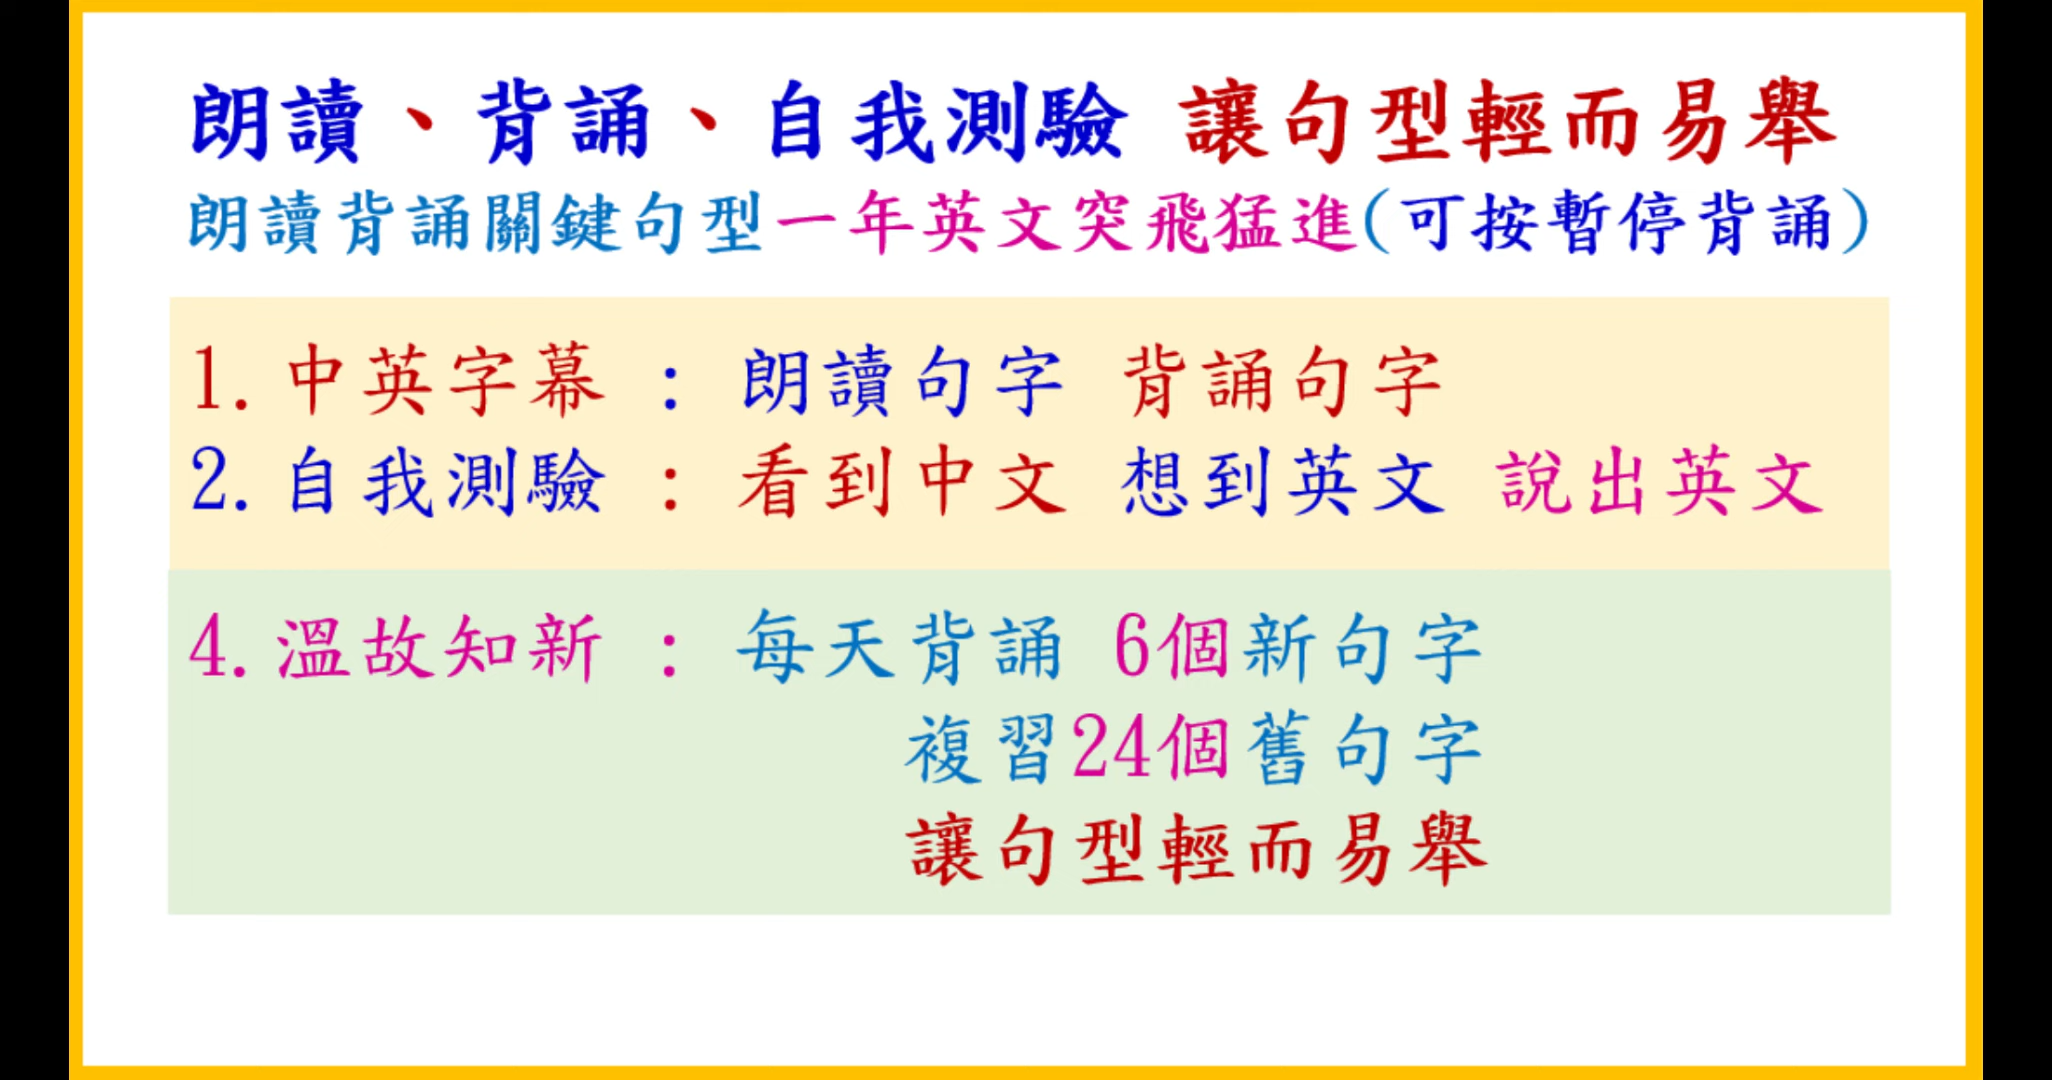 朗讀、背誦、自我測驗 讓句型輕而易舉
朗讀背誦關鍵句型一年英文突飛猛進(可按暫停背誦)
1. 中英字幕 : 朗讀句字 背誦句字
2. 自我測驗 : 看到中文 想到英文 說出英文
4. 溫故知新 : 每天背誦 6個新句字
複習24個舊句字
讓句型輕而易舉